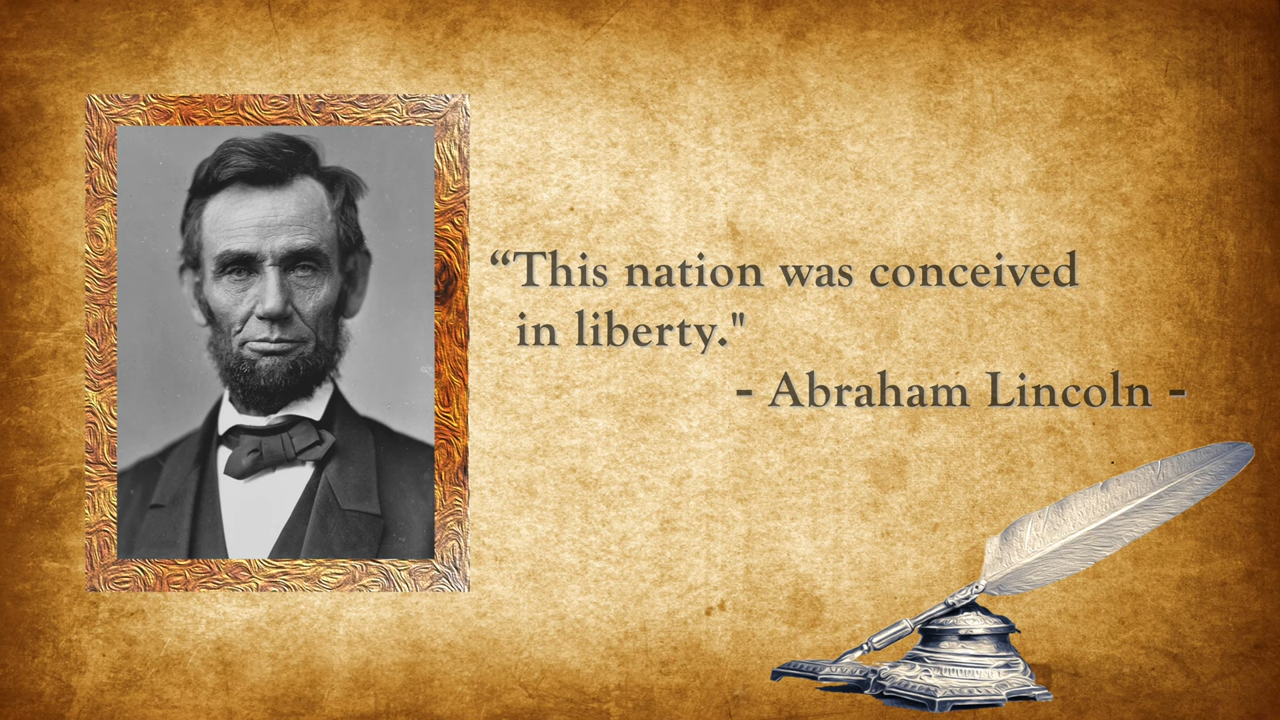 “This nation was conceived
in liberty."
- Abraham Lincoln -